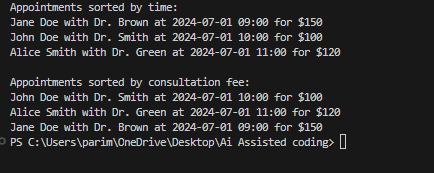 Appointments sorted by time:
Jane Doe with Dr. Brown at 2024-07-01 09:00 for $150
John Doe with Dr. Smith at 2024-07-01 10:00 for $100
Alice Smith with Dr. Green at 2024-07-01 11:00 for $120
Appointments sorted by consultation fee:
John Doe with Dr. Smith at 2024-07-01 10:00 for $100
Alice Smith with Dr. Green at 2024-07-01 11:00 for $120
Jane Doe with Dr. Brown at 2024-07-01 09:00 for $150
PS C:\Users\parim\OneDrive\Desktop\Ai Assisted coding>